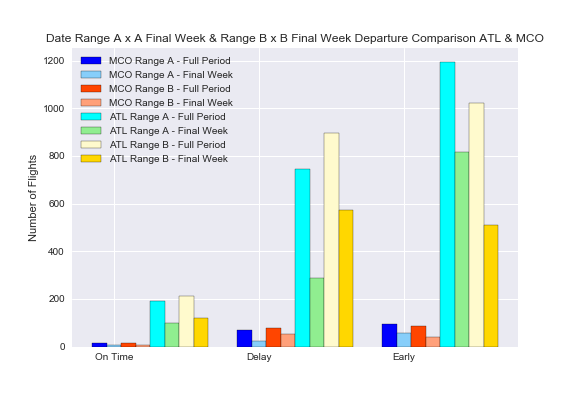 Date Range A x A Final Week & Range B x B Final Week Departure Comparison ATL & MCO
MCO Range A - Full Period
MCO Range A - Final Week
MCO Range B - Full Period
MCO Range B - Final Week
ATL Range A - Full Period
ATL Range A - Final Week
ATL Range B - Full Period
ATL Range B - Final Week
Number of Flights
1200
1000
800
600
400
200
0
On Time
Delay
Early